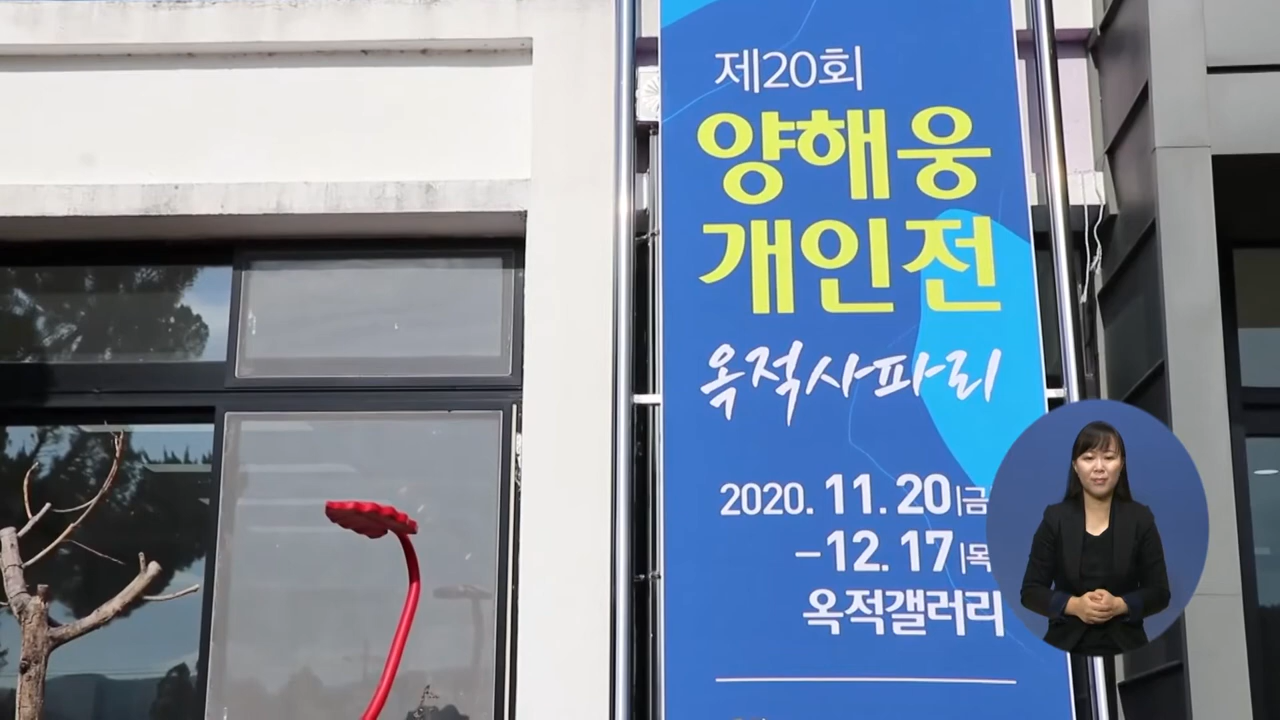 제20회
양해웅
개인전
옥적사파리
2020. 11. 20|금
-12. 17|목
옥적갤러리